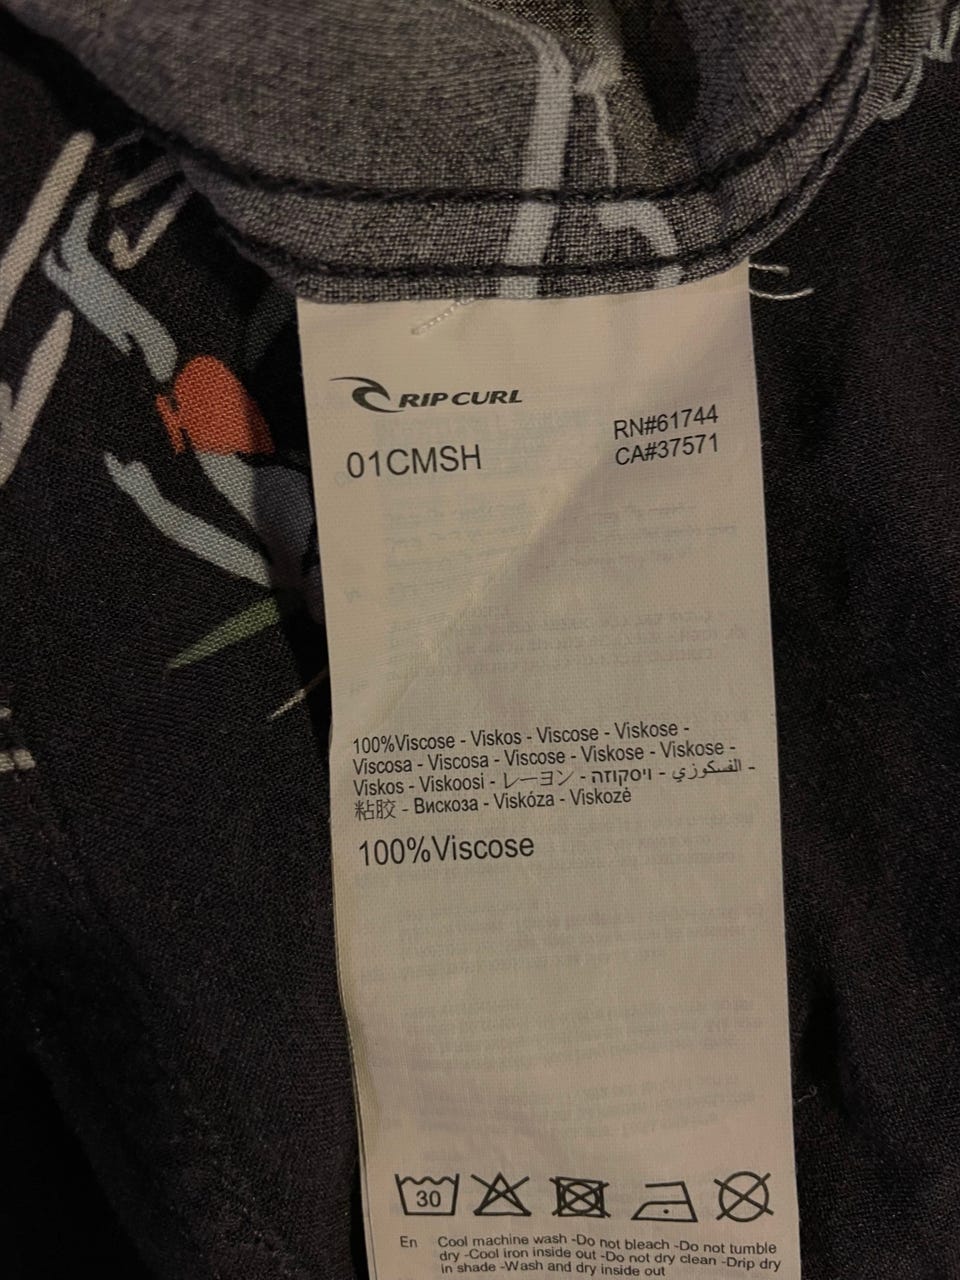 RIP CURL
01CMSH
RN#61744
CA#37571
100%Viscose - Viskos - Viscose - Viskose -
Viscosa - Viscosa - Viscose - Viskose - Viskose -
Viskos - Viskoosi - レーヨン - ויסקוזה - الفسكوزي -
粘胶 - Вискоза - Viskóza - Viskozė
100%Viscose
30
En Cool machine wash -Do not bleach -Do not tumble
dry -Cool iron inside out -Do not dry clean -Drip dry
in shade -Wash and dry inside out